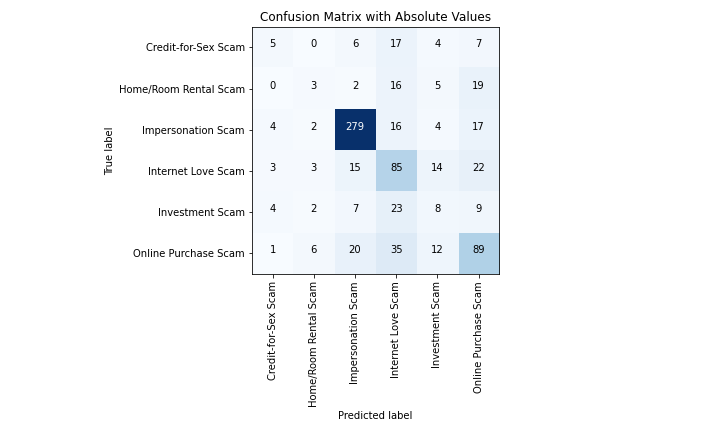 Confusion Matrix with Absolute Values
True label
Credit-for-Sex Scam 5 0 6 17 4 7
Home/Room Rental Scam 0 3 2 16 5 19
Impersonation Scam 4 2 279 16 4 17
Internet Love Scam 3 3 15 85 14 22
Investment Scam 4 2 7 23 8 9
Online Purchase Scam 1 6 20 35 12 89
Credit-for-Sex Scam
Home/Room Rental Scam
Impersonation Scam
Internet Love Scam
Investment Scam
Online Purchase Scam
Predicted label